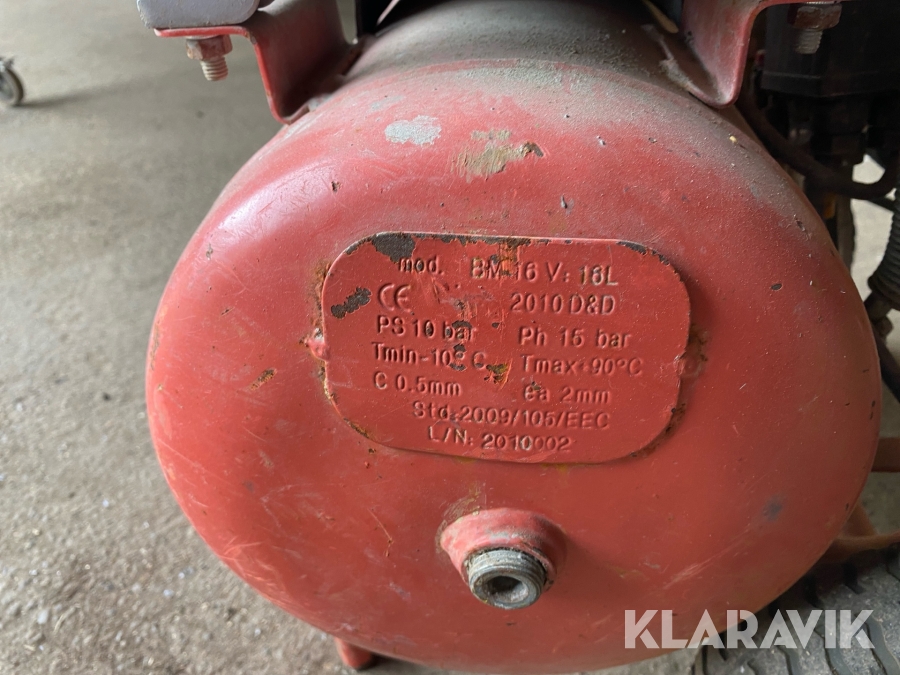 mod. BM 16 V: 16L
CE 2010 D&D
PS 10 bar Ph 15 bar
Tmin-10°C Tmax+90°C
C 0.5mm ea 2mm
Std.:2009/105/EEC
L/N: 2010002
KLARAVIK